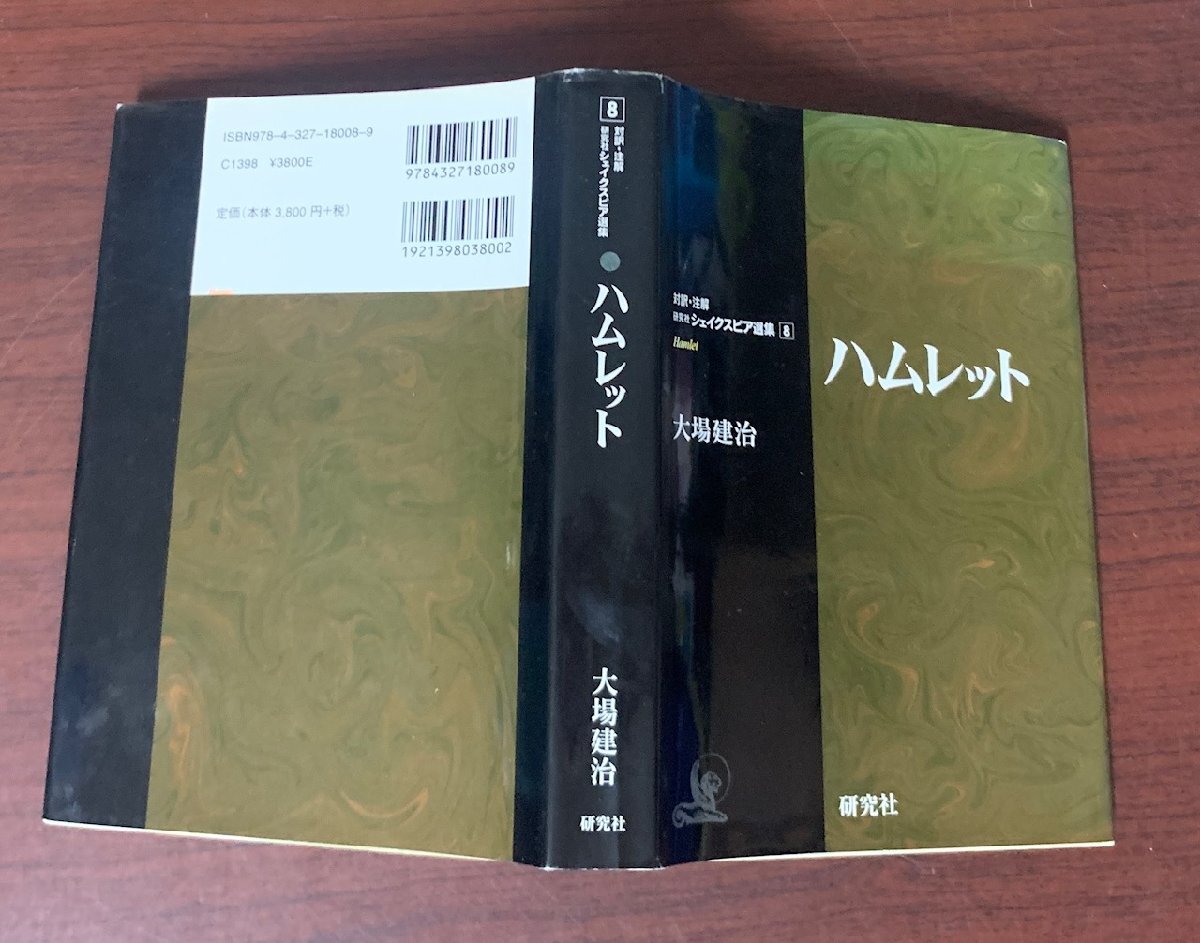 ISBN978-4-327-18008-9
C1398 ¥3800E
定価(本体3,800円+税)
9784327180089
1921398038002
8
対訳・注解
研究社 シェイクスピア選集
ハムレット
大場建治
研究社
対訳・注解
研究社 シェイクスピア選集 8
Hamlet
大場建治
ハムレット
研究社